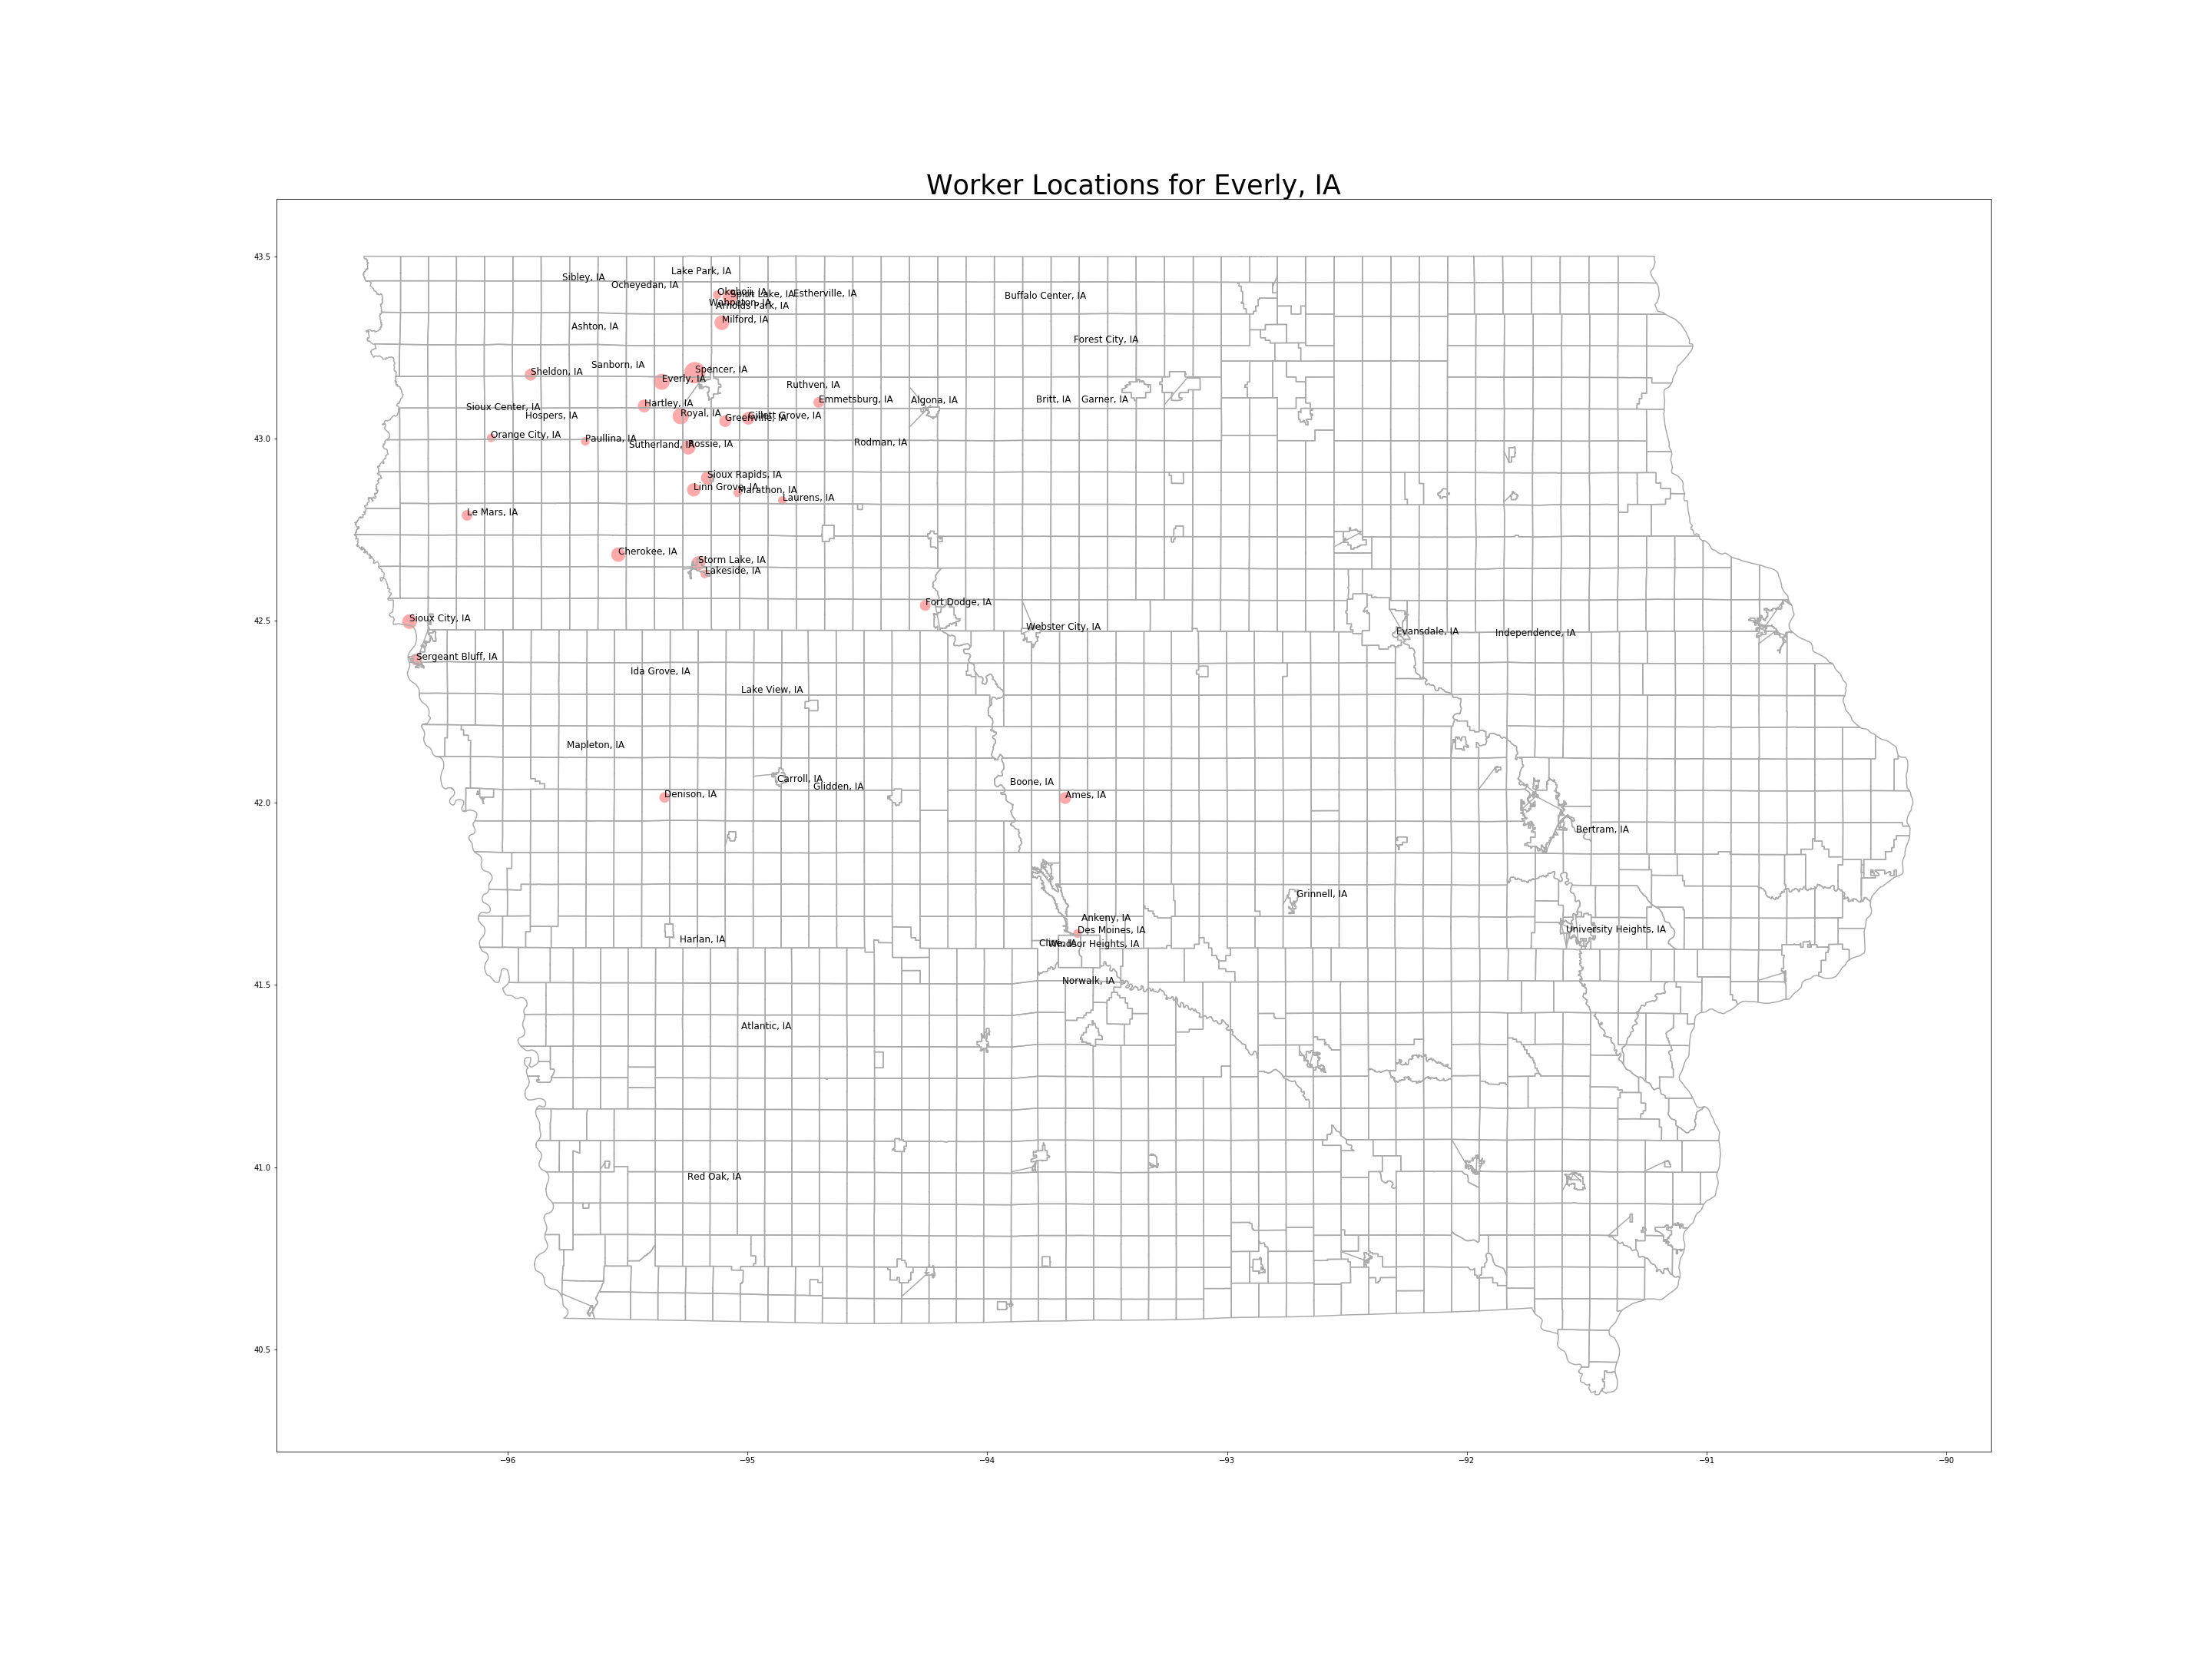 Worker Locations for Everly, IA
43.5
Lake Park, IA
Sibley, IA
Ocheyedan, IA
Okoboji, IA
Spirit Lake, IA
Estherville, IA
Buffalo Center, IA
Wahpeton, IA
Arnolds Park, IA
Milford, IA
Ashton, IA
Forest City, IA
Sanborn, IA
Spencer, IA
Sheldon, IA
Everly, IA
Ruthven, IA
Emmetsburg, IA
Algona, IA
Britt, IA
Garner, IA
Hartley, IA
Sioux Center, IA
Royal, IA
Hospers, IA
Greenville, IA
Gillett Grove, IA
43.0
Orange City, IA
Paullina, IA
Sutherland, IA
Rossie, IA
Rodman, IA
Sioux Rapids, IA
Linn Grove, IA
Marathon, IA
Laurens, IA
Le Mars, IA
Cherokee, IA
Storm Lake, IA
Lakeside, IA
Fort Dodge, IA
42.5
Sioux City, IA
Webster City, IA
Evansdale, IA
Independence, IA
Sergeant Bluff, IA
Ida Grove, IA
Lake View, IA
Mapleton, IA
Carroll, IA
Glidden, IA
Boone, IA
42.0
Denison, IA
Ames, IA
Bertram, IA
Grinnell, IA
Ankeny, IA
Des Moines, IA
University Heights, IA
Harlan, IA
Clive, IA
Windsor Heights, IA
41.5
Norwalk, IA
Atlantic, IA
41.0
Red Oak, IA
40.5
−96
−95
−94
−93
−92
−91
−90